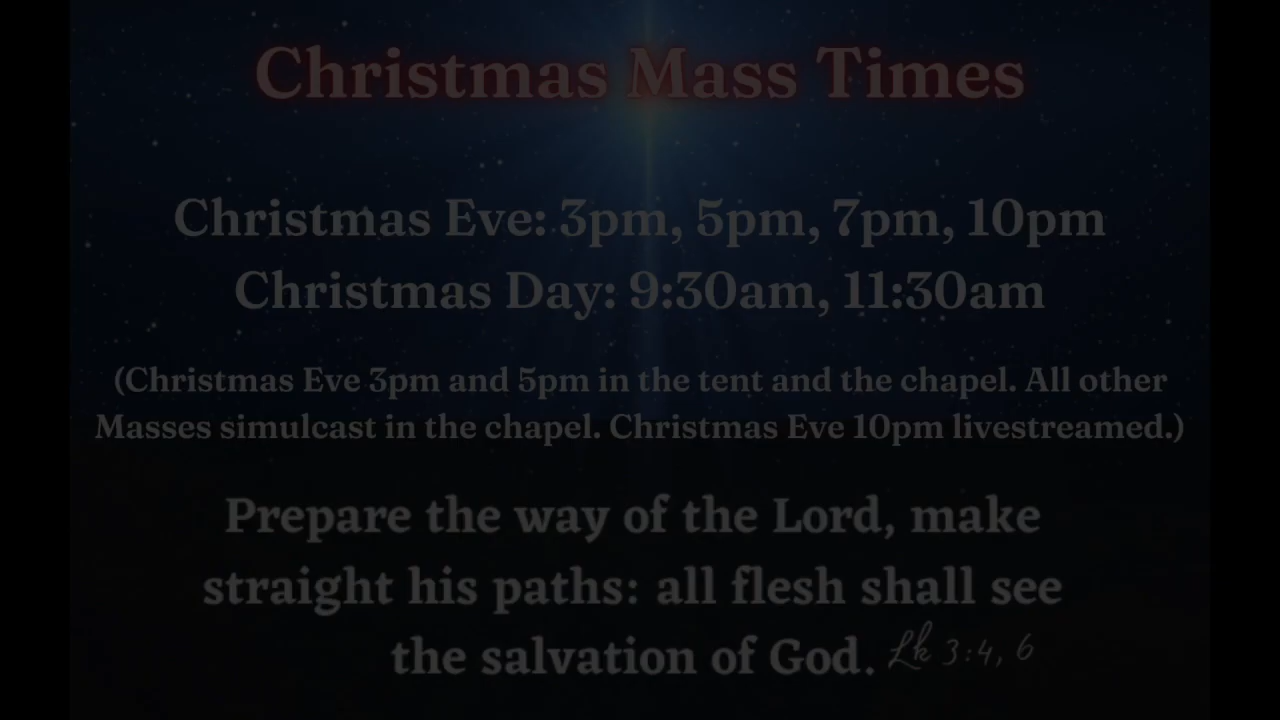 Christmas Mass Times
Christmas Eve: 3pm, 5pm, 7pm, 10pm
Christmas Day: 9:30am, 11:30am
(Christmas Eve 3pm and 5pm in the tent and the chapel. All other
Masses simulcast in the chapel. Christmas Eve 10pm livestreamed.)
Prepare the way of the Lord, make
straight his paths: all flesh shall see
the salvation of God. Lk 3:4, 6